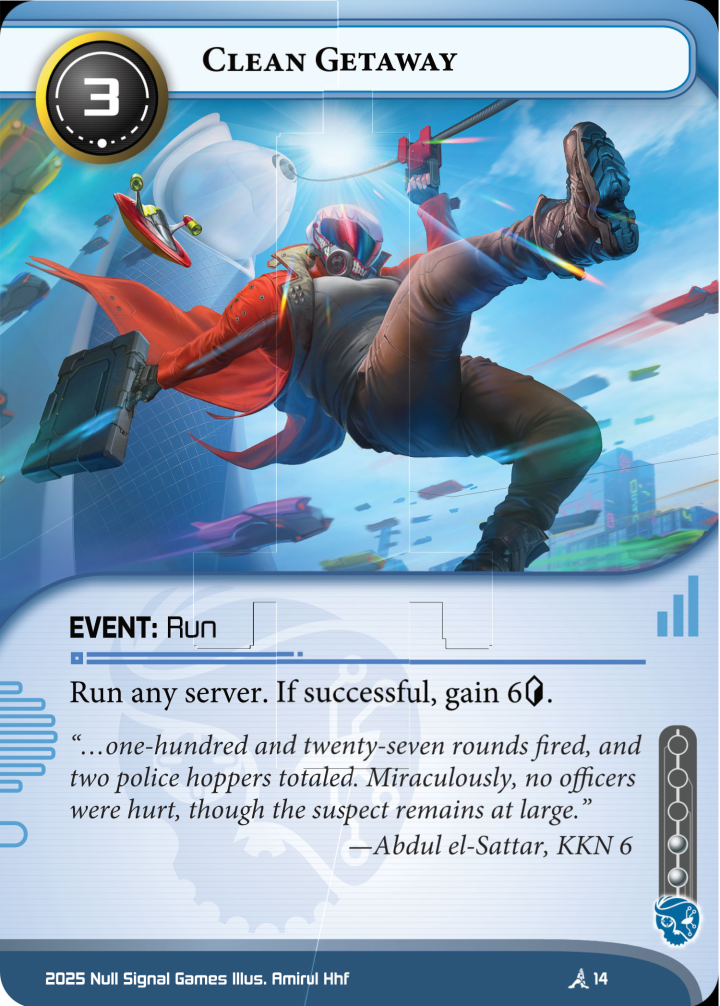 Clean Getaway
3
EVENT: Run
Run any server. If successful, gain 6.
“…one-hundred and twenty-seven rounds fired, and
two police hoppers totaled. Miraculously, no officers
were hurt, though the suspect remains at large.”
—Abdul el-Sattar, KKN 6
2025 Null Signal Games Illus. Amirul Hhf
14